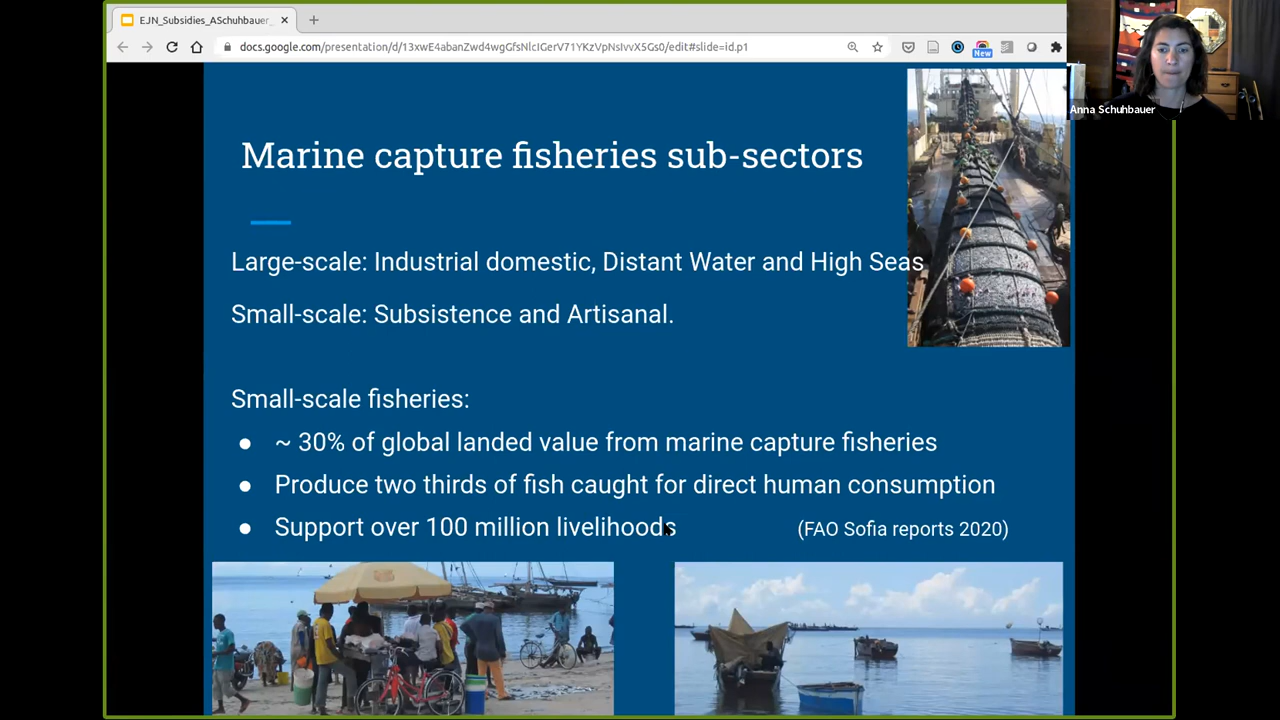 EJN_Subsidies_ASchuhbauer_
docs.google.com/presentation/d/13xwE4abanZwd4wgGfsNlcIGerV71YKzVpNsIvvX5Gs0/edit#slide=id.p1
New
Anna Schuhbauer
Marine capture fisheries sub-sectors
Large-scale: Industrial domestic, Distant Water and High Seas
Small-scale: Subsistence and Artisanal.
Small-scale fisheries:
● ~ 30% of global landed value from marine capture fisheries
● Produce two thirds of fish caught for direct human consumption
● Support over 100 million livelihoods (FAO Sofia reports 2020)